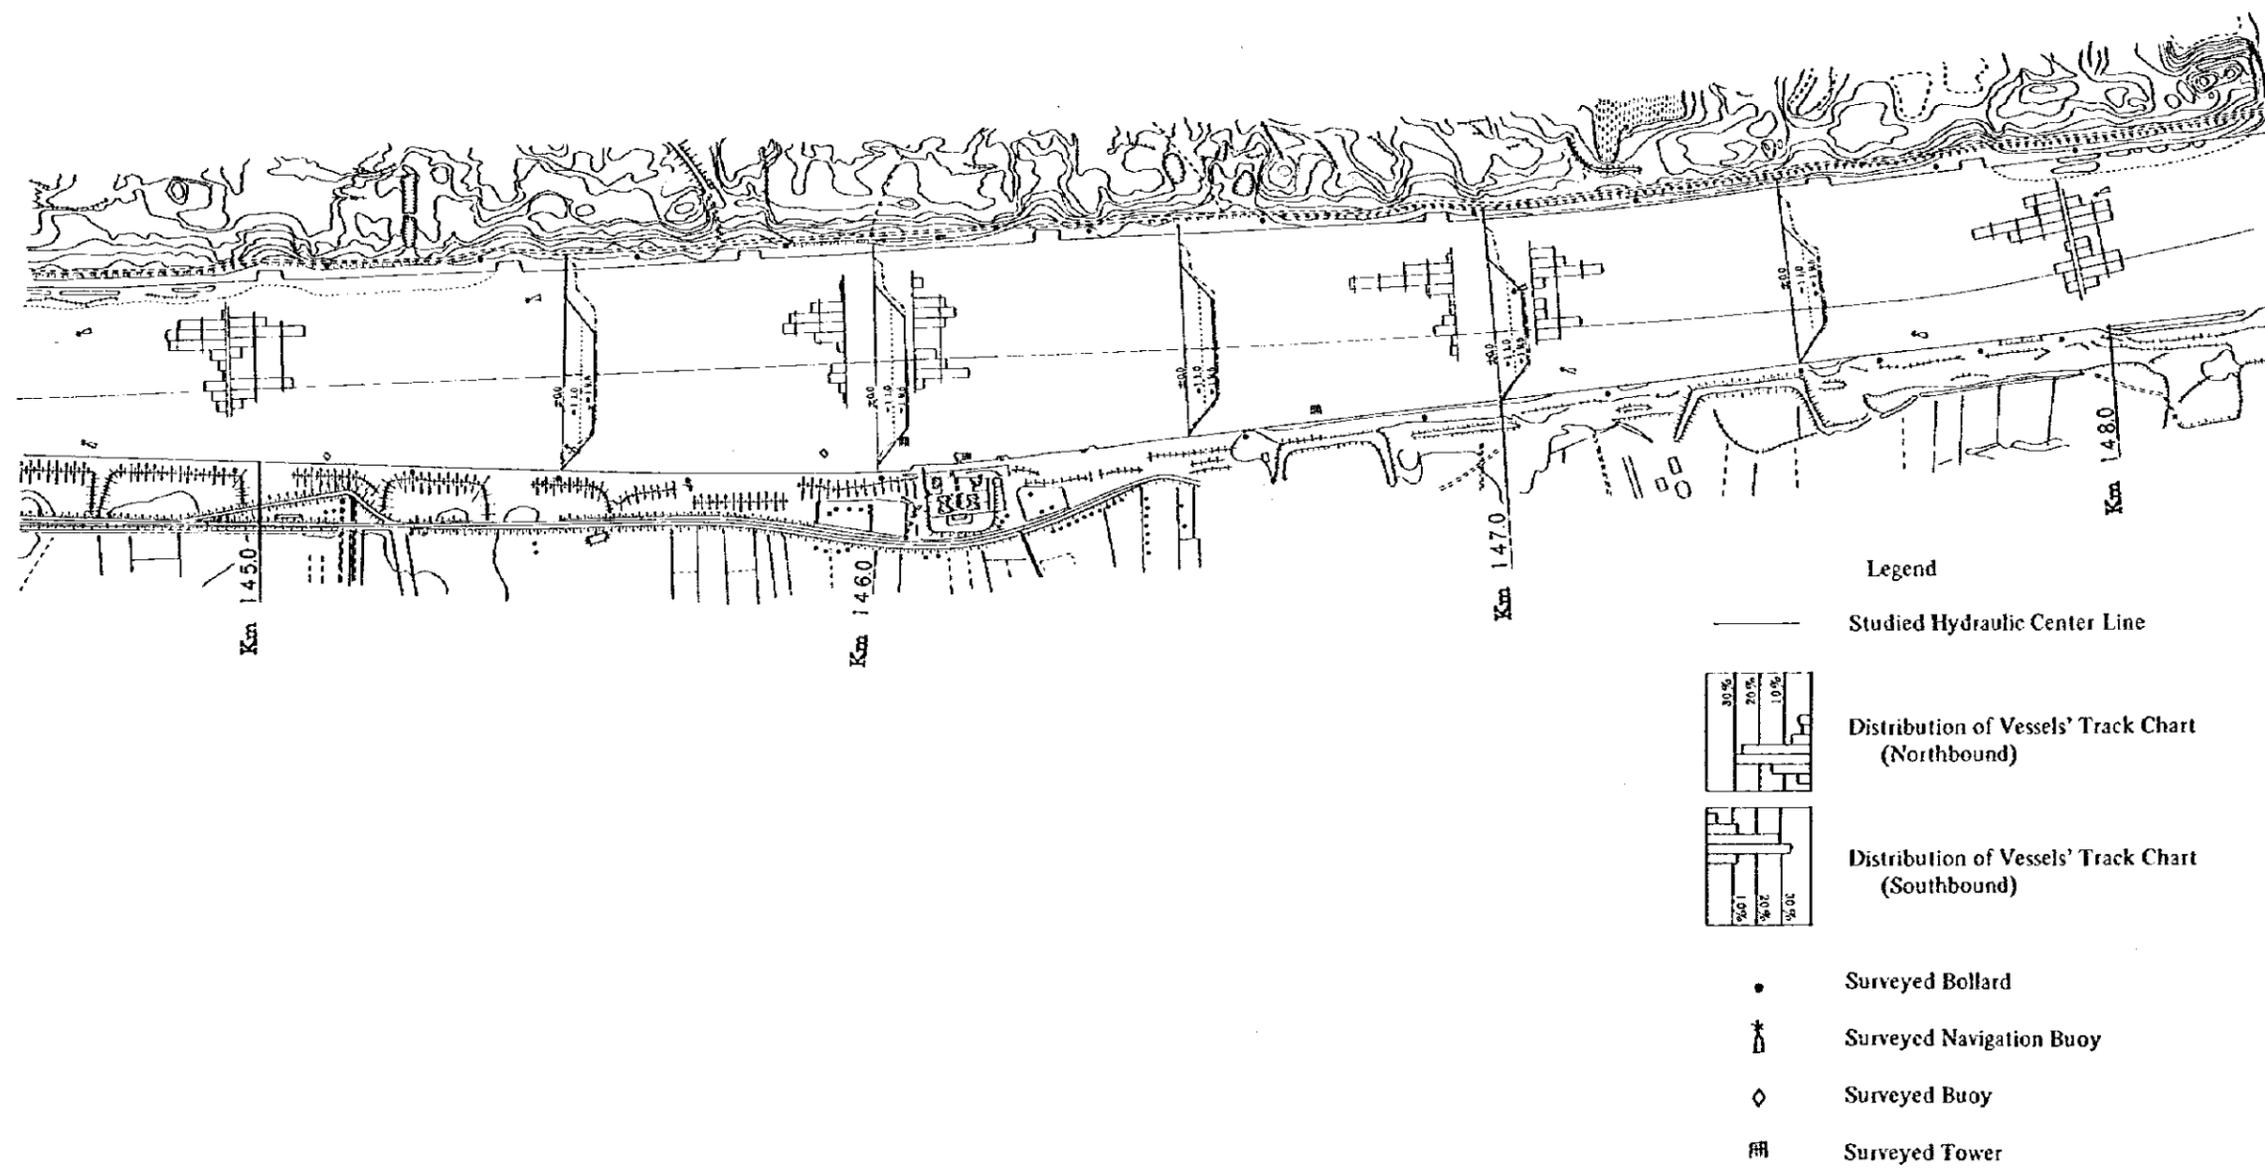 Km 145.0
Km 146.0
Km 147.0
Km 148.0
Legend
Studied Hydraulic Center Line
30%
20%
10%
Distribution of Vessels' Track Chart
(Northbound)
Distribution of Vessels' Track Chart
(Southbound)
10%
20%
30%
Surveyed Bollard
Surveyed Navigation Buoy
Surveyed Buoy
Surveyed Tower